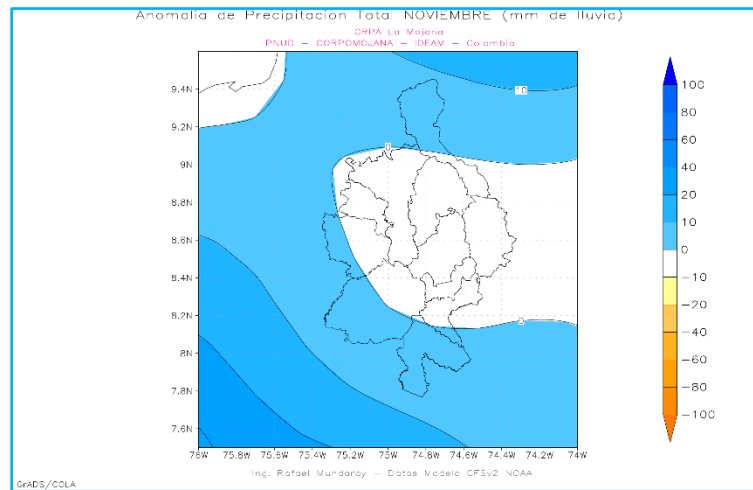 Anomalia de Precipitacion Total NOVIEMBRE (mm de lluvia)
CRPA La Mojana
PNUD – CORPOMOJANA – IDEAM – Colombia
9.4N
9.2N
9N
8.8N
8.6N
8.4N
8.2N
8N
7.8N
7.6N
76W 75.8W 75.6W 75.4W 75.2W 75W 74.8W 74.6W 74.4W 74.2W 74W
10
0
100
80
60
40
20
10
0
−10
−20
−40
−60
−80
−100
Ing. Rafael Mundaray – Datos Modelo CFSv2 NOAA
GrADS/COLA